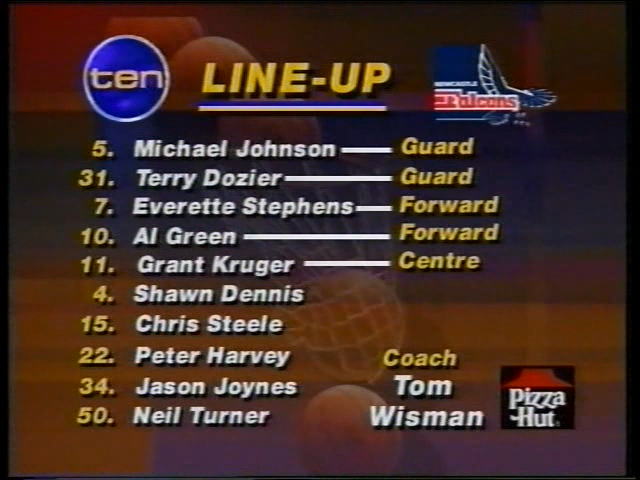 ten LINE-UP NEWCASTLE Falcons
5. Michael Johnson Guard
31. Terry Dozier Guard
7. Everette Stephens Forward
10. Al Green Forward
11. Grant Kruger Centre
4. Shawn Dennis
15. Chris Steele
22. Peter Harvey Coach
34. Jason Joynes Tom
50. Neil Turner Wisman
Pizza
Hut